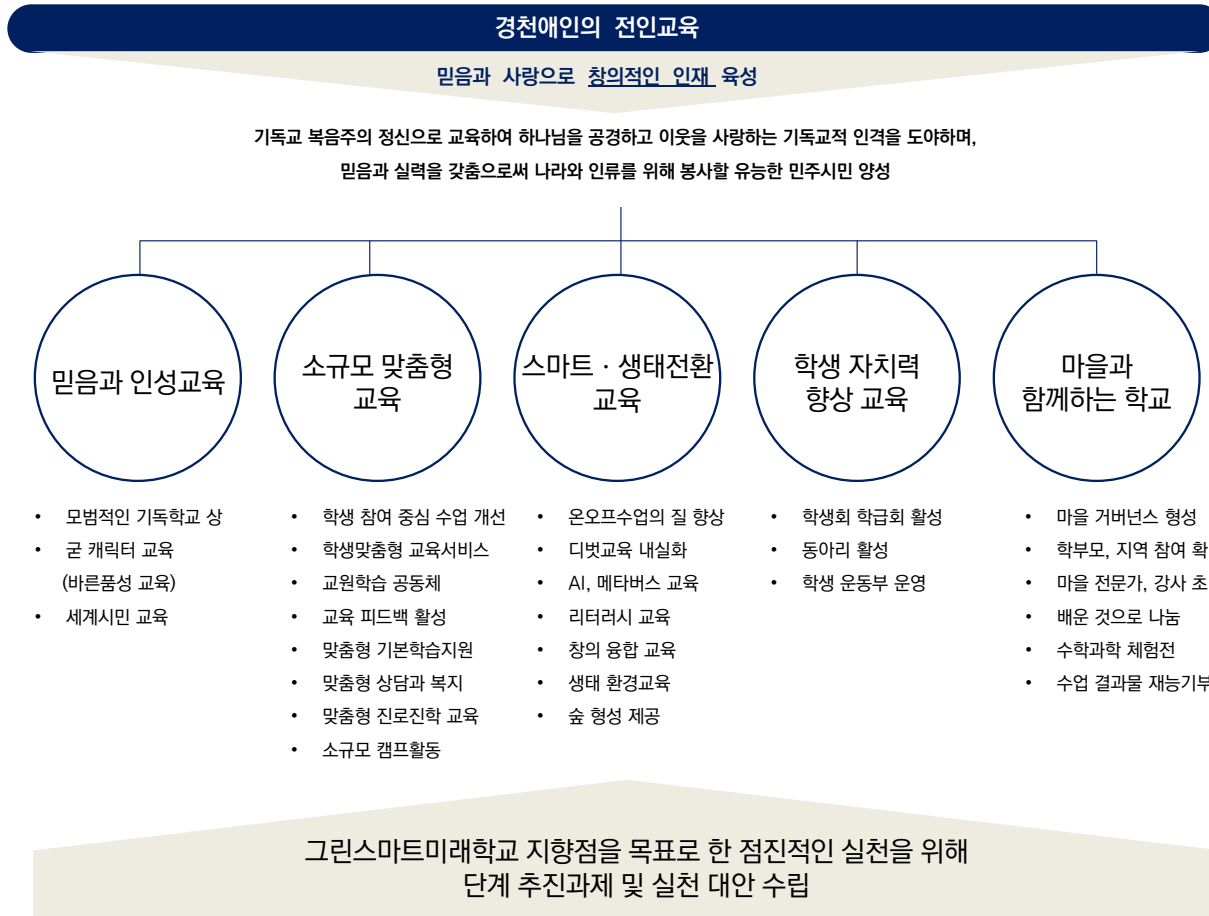 경천애인의 전인교육
믿음과 사랑으로 창의적인 인재 육성
기독교 복음주의 정신으로 교육하여 하나님을 공경하고 이웃을 사랑하는 기독교적 인격을 도야하며,
믿음과 실력을 갖춤으로써 나라와 인류를 위해 봉사할 유능한 민주시민 양성
믿음과 인성교육
소규모 맞춤형
교육
스마트 · 생태전환
교육
학생 자치력
향상 교육
마을과
함께하는 학교
• 모범적인 기독학교 상
• 굳 캐릭터 교육
(바른품성 교육)
• 세계시민 교육
• 학생 참여 중심 수업 개선
• 학생맞춤형 교육서비스
• 교원학습 공동체
• 교육 피드백 활성
• 맞춤형 기본학습지원
• 맞춤형 상담과 복지
• 맞춤형 진로진학 교육
• 소규모 캠프활동
• 온오프수업의 질 향상
• 디벗교육 내실화
• AI, 메타버스 교육
• 리터러시 교육
• 창의 융합 교육
• 생태 환경교육
• 숲 형성 제공
• 학생회 학급회 활성
• 동아리 활성
• 학생 운동부 운영
• 마을 거버넌스 형성
• 학부모, 지역 참여 확
• 마을 전문가, 강사 초
• 배운 것으로 나눔
• 수학과학 체험전
• 수업 결과물 재능기부
그린스마트미래학교 지향점을 목표로 한 점진적인 실천을 위해
단계 추진과제 및 실천 대안 수립